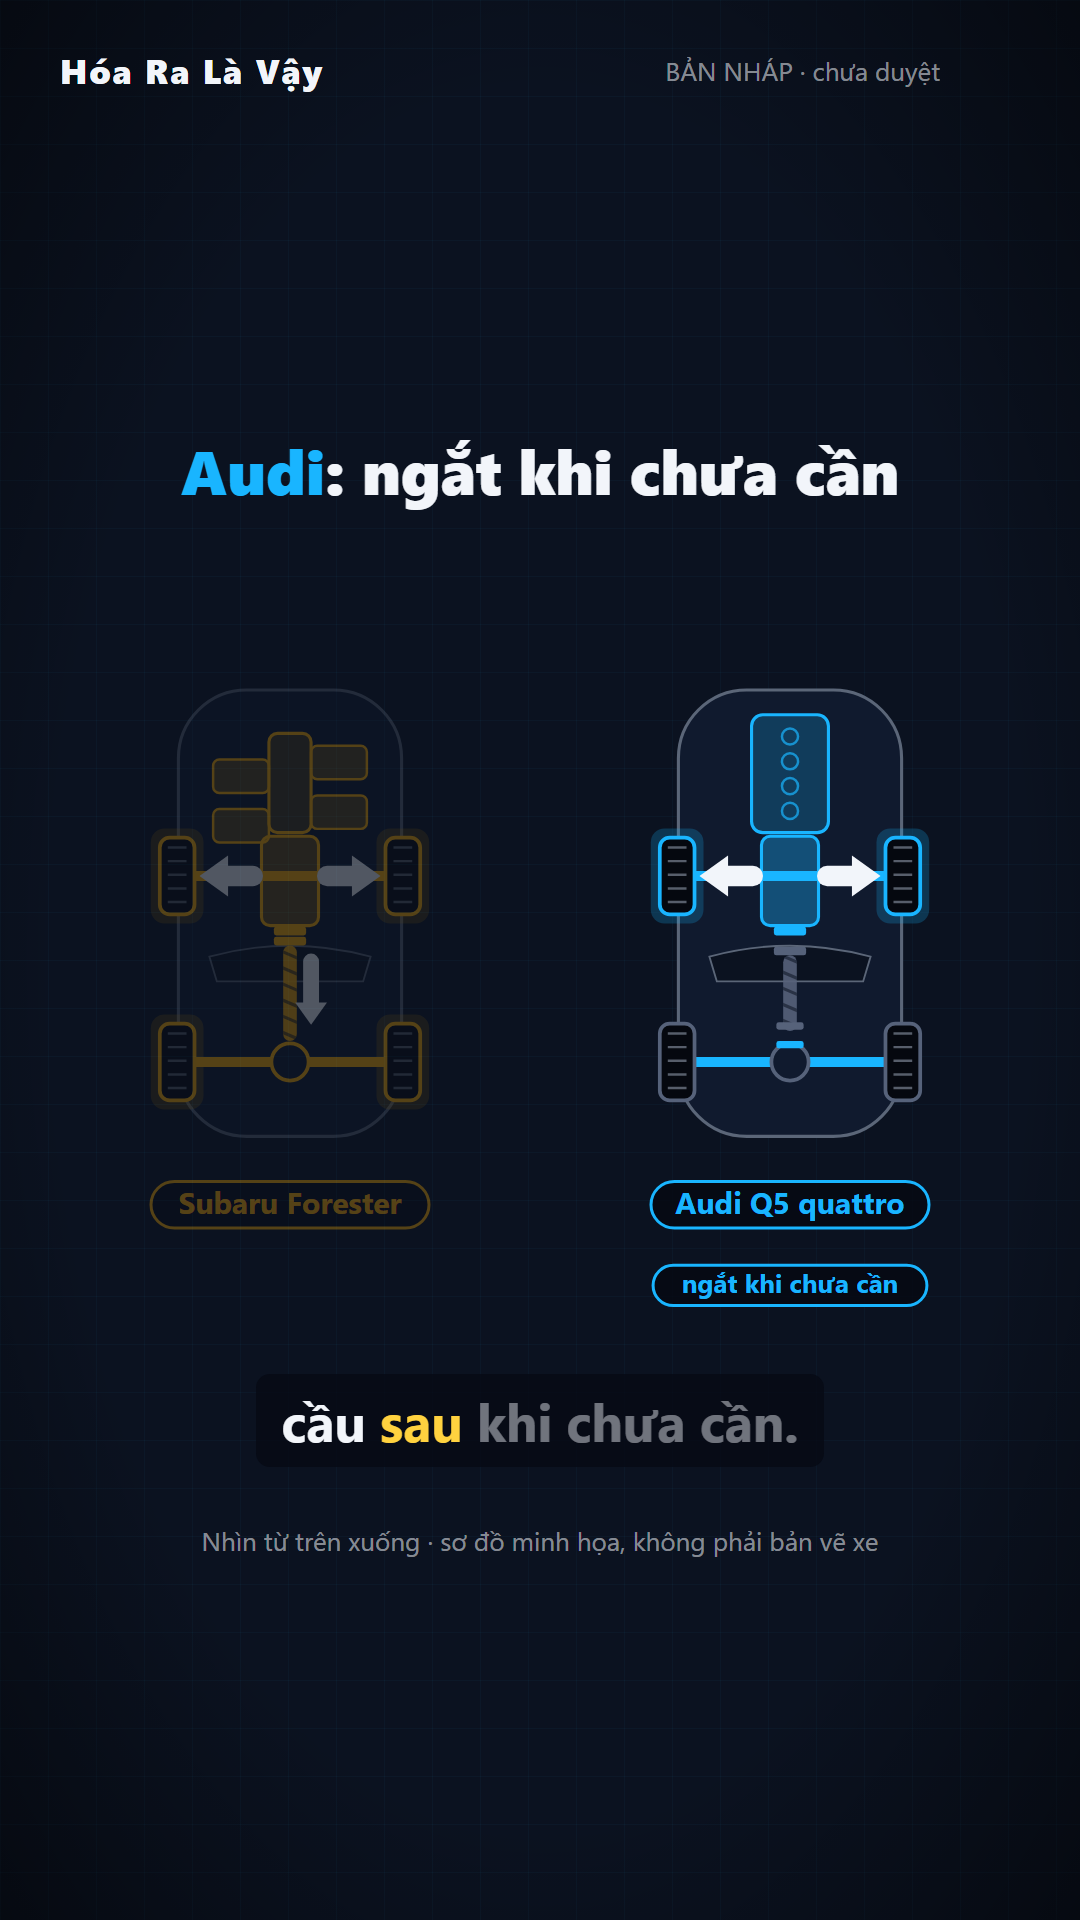 Hóa Ra Là Vậy
BẢN NHÁP · chưa duyệt
Audi: ngắt khi chưa cần
Subaru Forester
Audi Q5 quattro
ngắt khi chưa cần
cầu sau khi chưa cần.
Nhìn từ trên xuống · sơ đồ minh họa, không phải bản vẽ xe